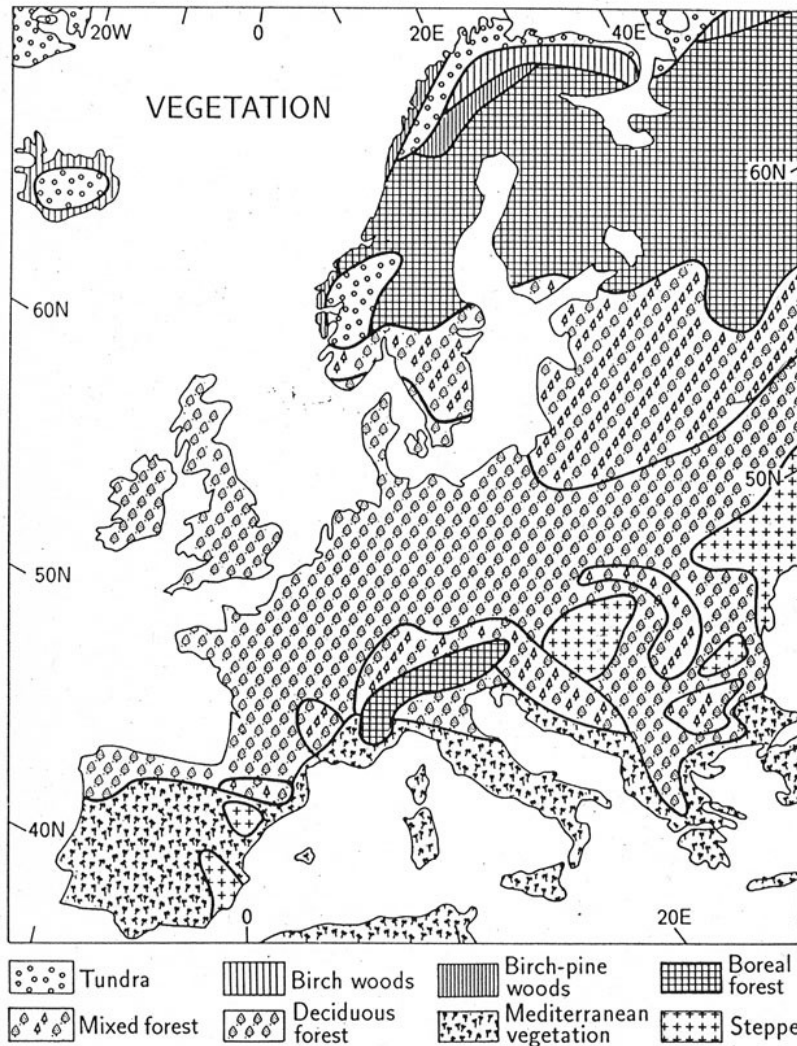 20W 0 20E 40E
VEGETATION
60N
60N
50N
50N
40N
0 20E
Tundra Birch woods Birch-pine woods Boreal forest
Mixed forest Deciduous forest Mediterranean vegetation Steppe